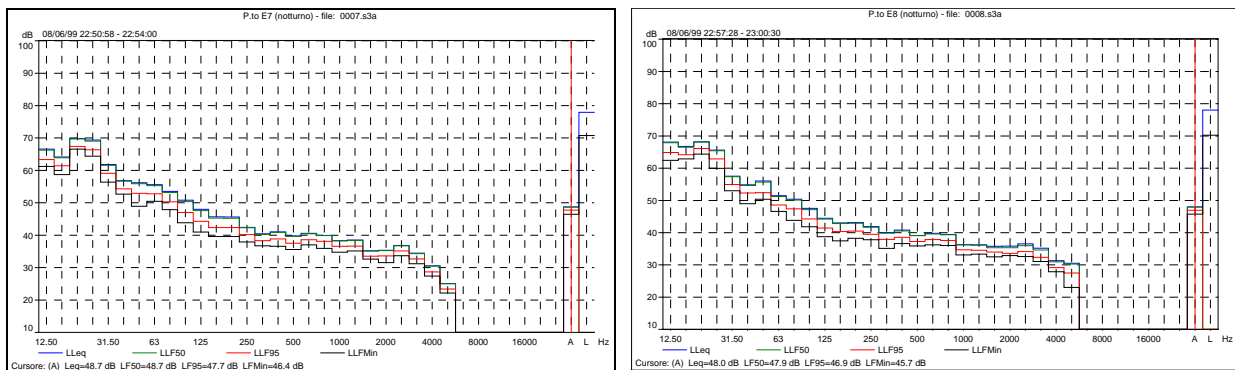 P.to E7 (notturno) - file: 0007.s3a
dB 08/06/99 22:50:58 - 22:54:00
100
90
80
70
60
50
40
30
20
10
12.50 31.50 63 125 250 500 1000 2000 4000 8000 16000 A L Hz
LLeq LLF50 LLF95 LLFMin
Cursore: (A) Leq=48.7 dB LF50=48.7 dB LF95=47.7 dB LFMin=46.4 dB
P.to E8 (notturno) - file: 0008.s3a
dB 08/06/99 22:57:28 - 23:00:30
100
90
80
70
60
50
40
30
20
10
12.50 31.50 63 125 250 500 1000 2000 4000 8000 16000 A L Hz
LLeq LLF50 LLF95 LLFMin
Cursore: (A) Leq=48.0 dB LF50=47.9 dB LF95=46.9 dB LFMin=45.7 dB